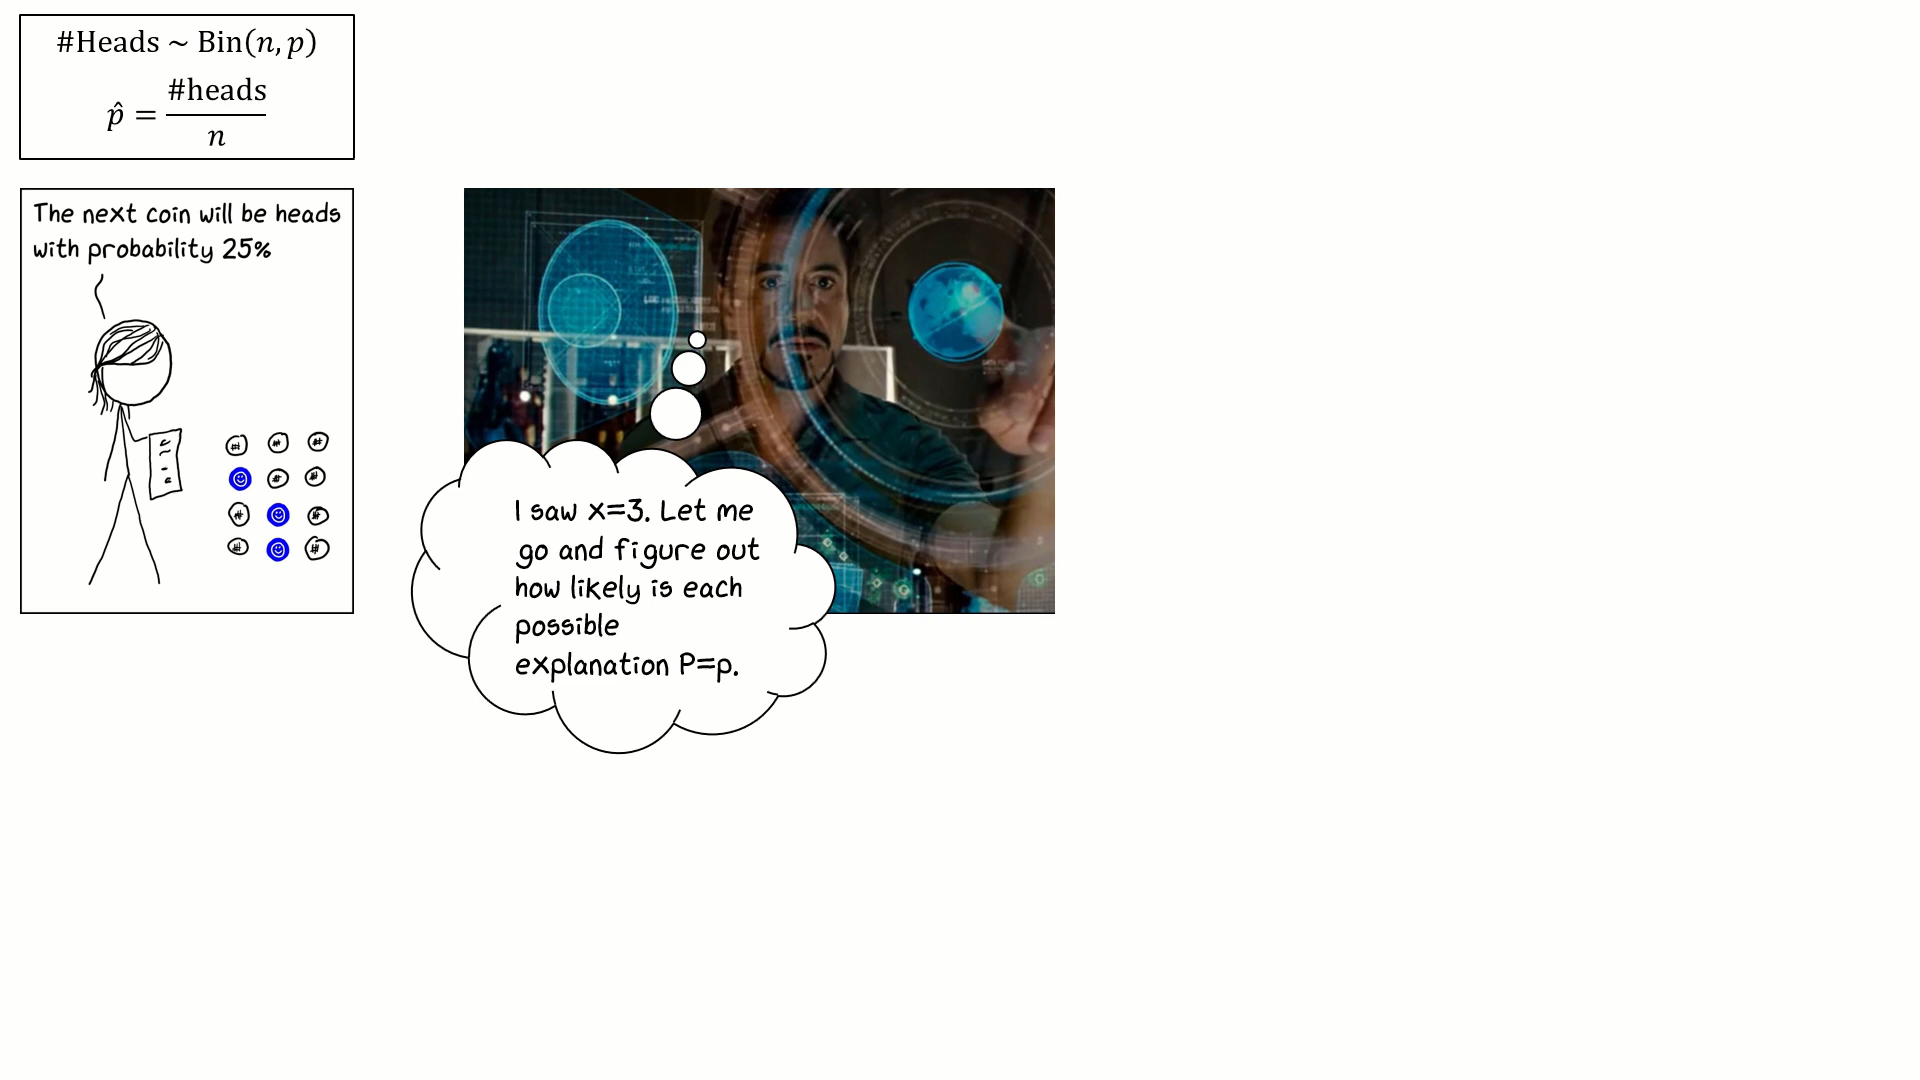 #Heads ~ Bin(n, p)
p̂ = #heads / n
The next coin will be heads
with probability 25%
I saw x=3. Let me
go and figure out
how likely is each
possible
explanation P=p.